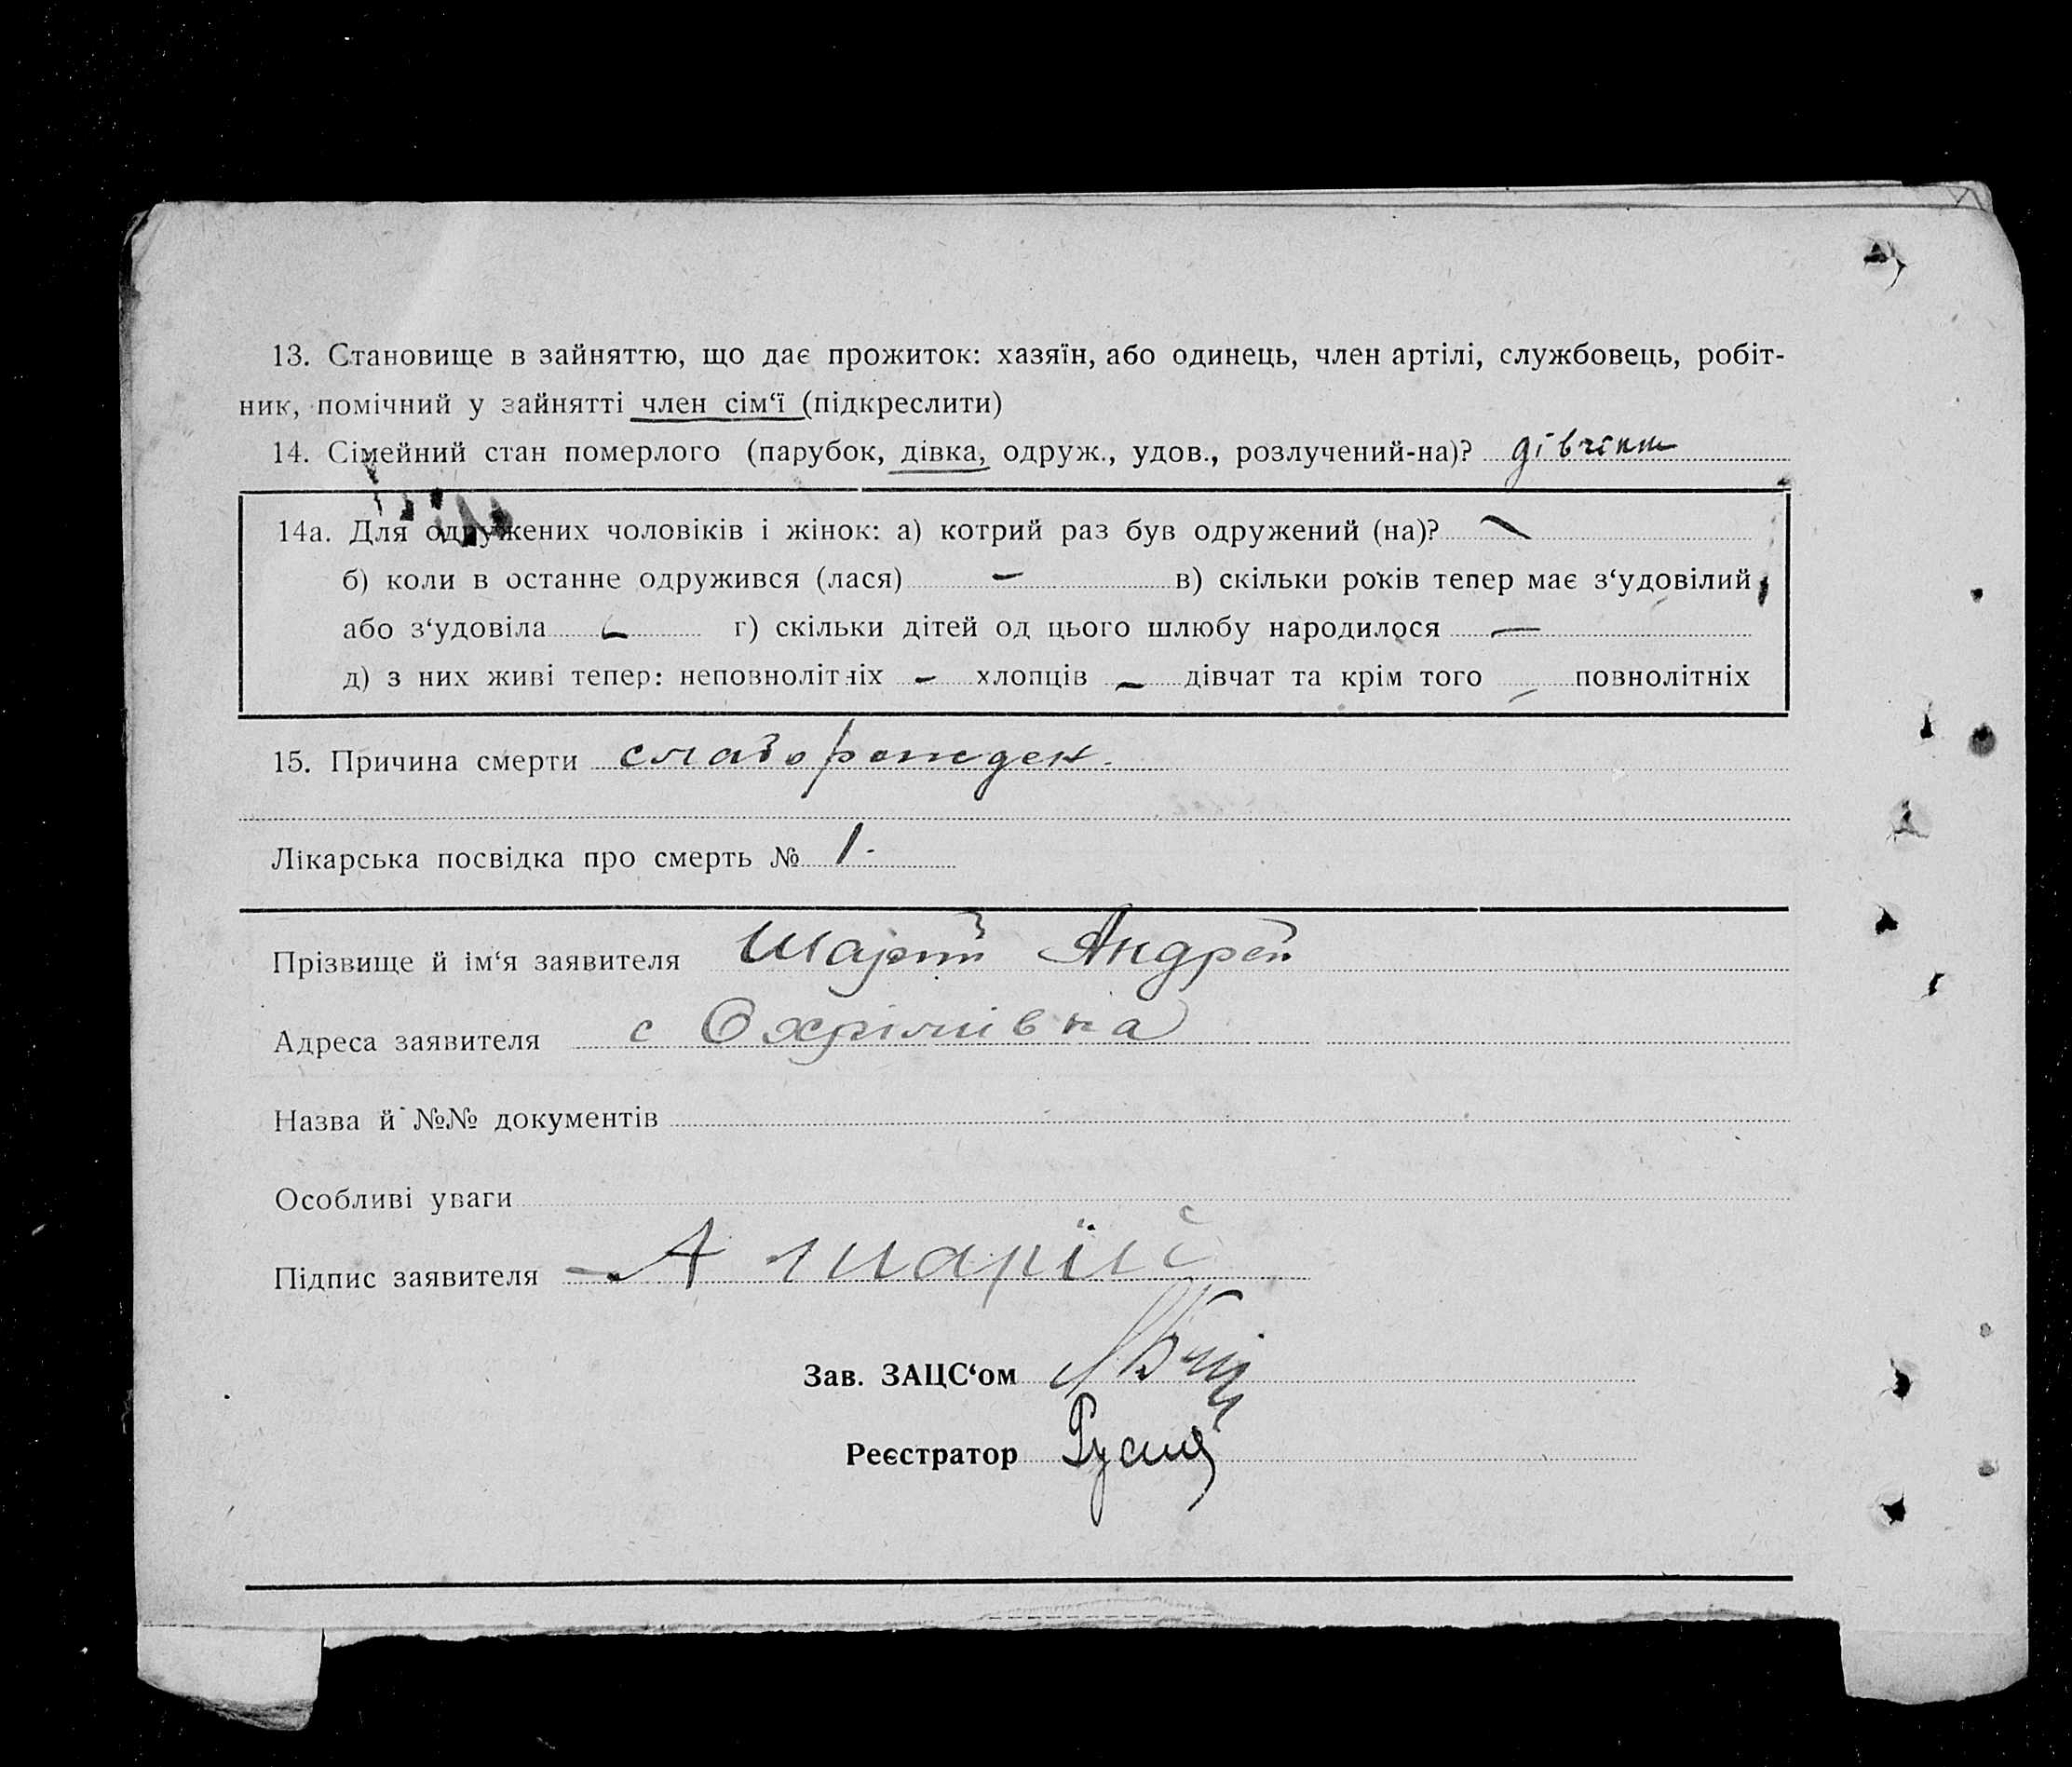 13. Становище в зайняттю, що дає прожиток: хазяїн, або одинець, член артілі, службовець, робіт-
ник, помічний у зайнятті член сім‘ї (підкреслити)
14. Сімейний стан померлого (парубок, дівка, одруж., удов., розлучений-на)?
14а. Для одружених чоловіків і жінок: а) котрий раз був одружений (на)? —
б) коли в останне одружився (лася) — в) скільки років тепер має з‘удовілий
або з‘удовіла — г) скільки дітей од цього шлюбу народилося —
д) з них живі тепер: неповнолітніх — хлопців — дівчат та крім того — повнолітніх
15. Причина смерти слаборожден.
Лікарська посвідка про смерть № 1.
Прізвище й ім‘я заявителя Шарій Андрей
Адреса заявителя с Охрімівка
Назва й №№ документів
Особливі уваги
Підпис заявителя А Шарїй
Зав. ЗАЦС‘ом
Реєстратор